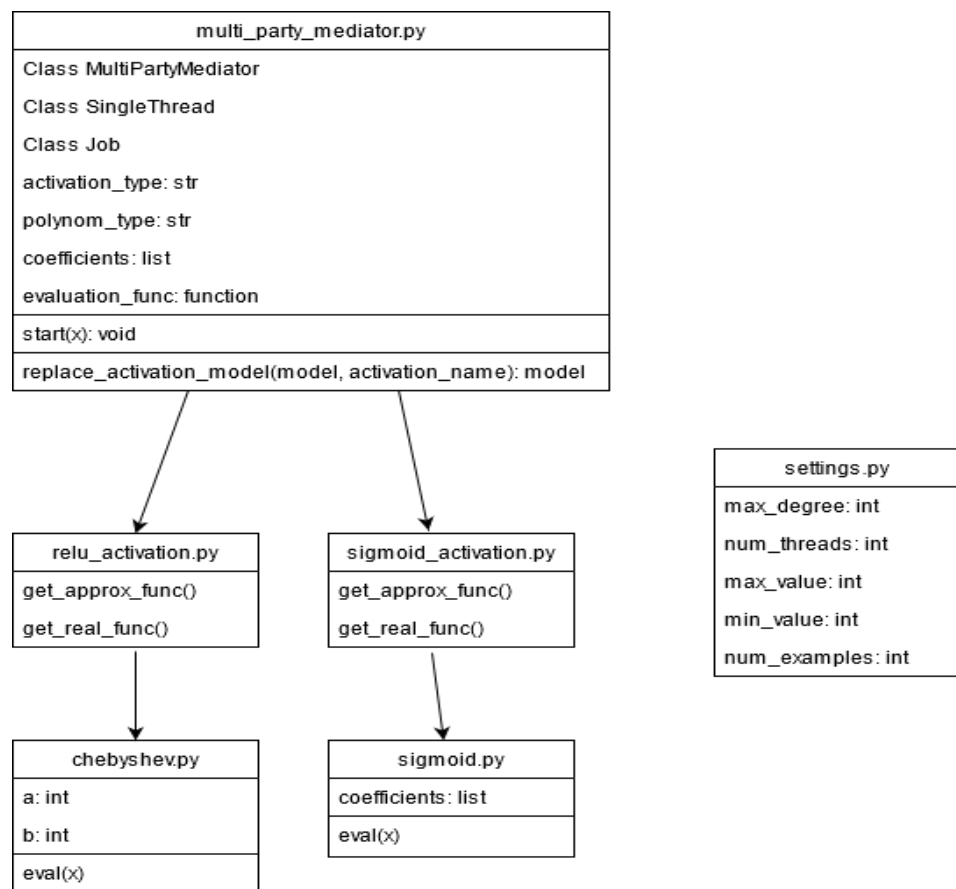 multi_party_mediator.py
Class MultiPartyMediator
Class SingleThread
Class Job
activation_type: str
polynom_type: str
coefficients: list
evaluation_func: function
start(x): void
replace_activation_model(model, activation_name): model
relu_activation.py
get_approx_func()
get_real_func()
sigmoid_activation.py
get_approx_func()
get_real_func()
settings.py
max_degree: int
num_threads: int
max_value: int
min_value: int
num_examples: int
chebyshev.py
a: int
b: int
eval(x)
sigmoid.py
coefficients: list
eval(x)